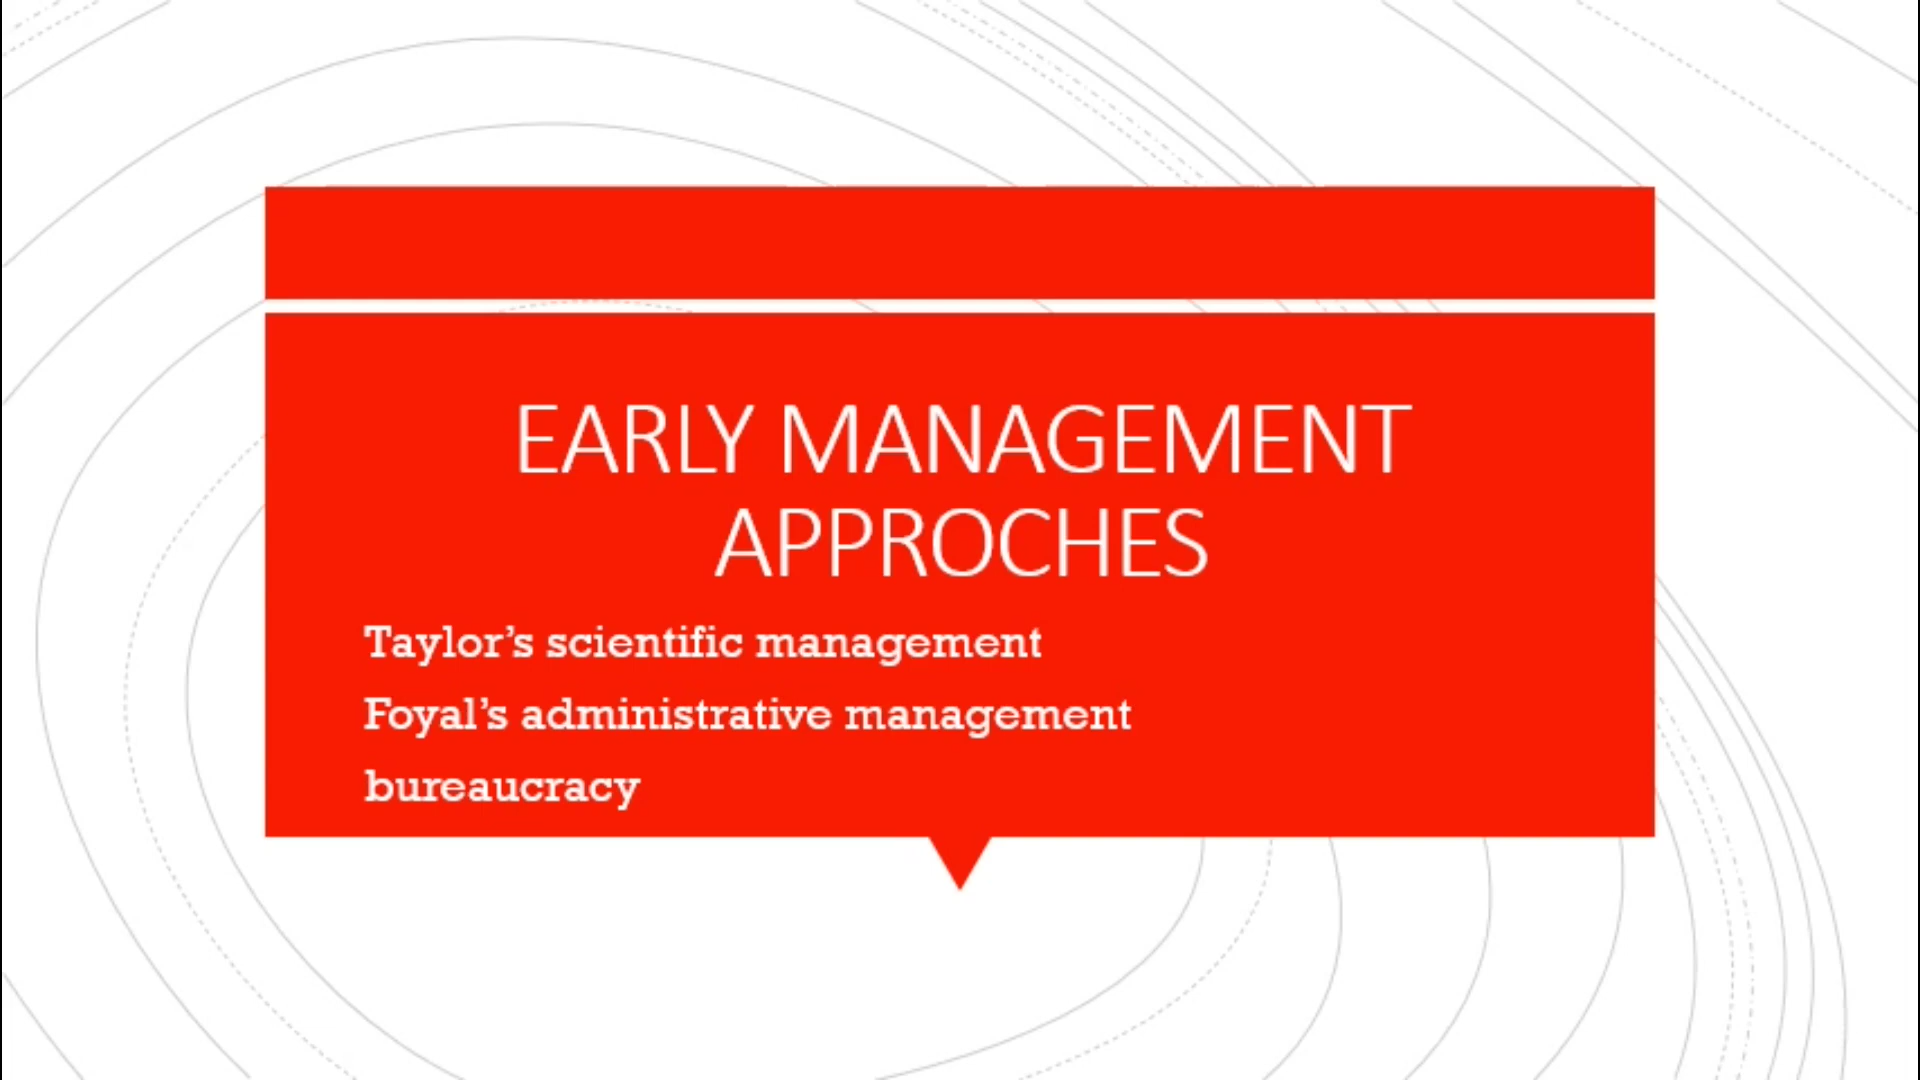 EARLY MANAGEMENT
APPROCHES
Taylor’s scientific management
Foyal’s administrative management
bureaucracy